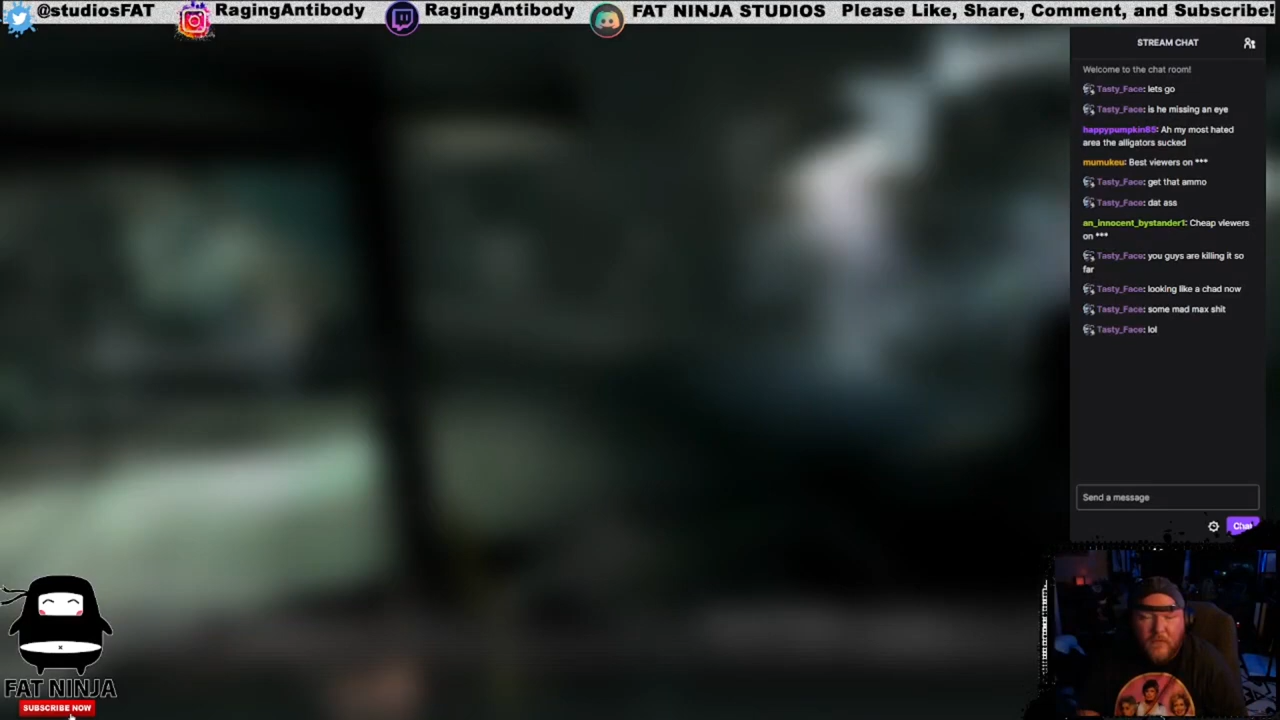 @studiosFAT RagingAntibody RagingAntibody FAT NINJA STUDIOS Please Like, Share, Comment, and Subscribe!
STREAM CHAT
Welcome to the chat room!
Tasty_Face: lets go
Tasty_Face: is he missing an eye
happypumpkin85: Ah my most hated
area the alligators sucked
mumukeu: Best viewers on ***
Tasty_Face: get that ammo
Tasty_Face: dat ass
an_innocent_bystander1: Cheap viewers
on ***
Tasty_Face: you guys are killing it so
far
Tasty_Face: looking like a chad now
Tasty_Face: some mad max shit
Tasty_Face: lol
Send a message
Chat
FAT NINJA
SUBSCRIBE NOW